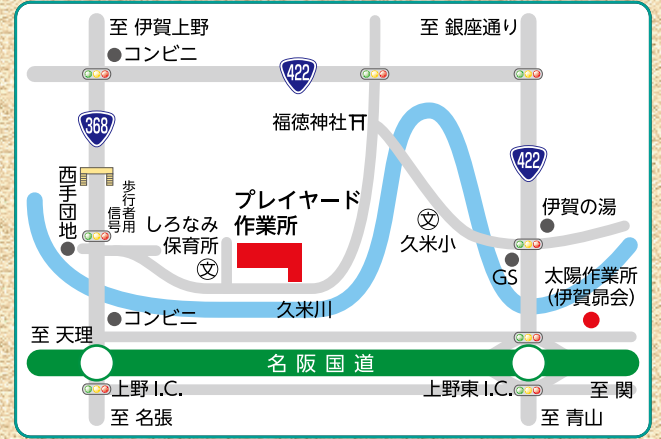 至 伊賀上野
コンビニ
至 銀座通り
422
福徳神社
368
422
西手団地
歩行者用
信号
しろなみ
保育所
文
プレイヤード
作業所
文
久米小
伊賀の湯
GS
太陽作業所
(伊賀昴会)
久米川
コンビニ
至 天理
名阪国道
上野 I.C.
上野東 I.C.
至 関
至 名張
至 青山